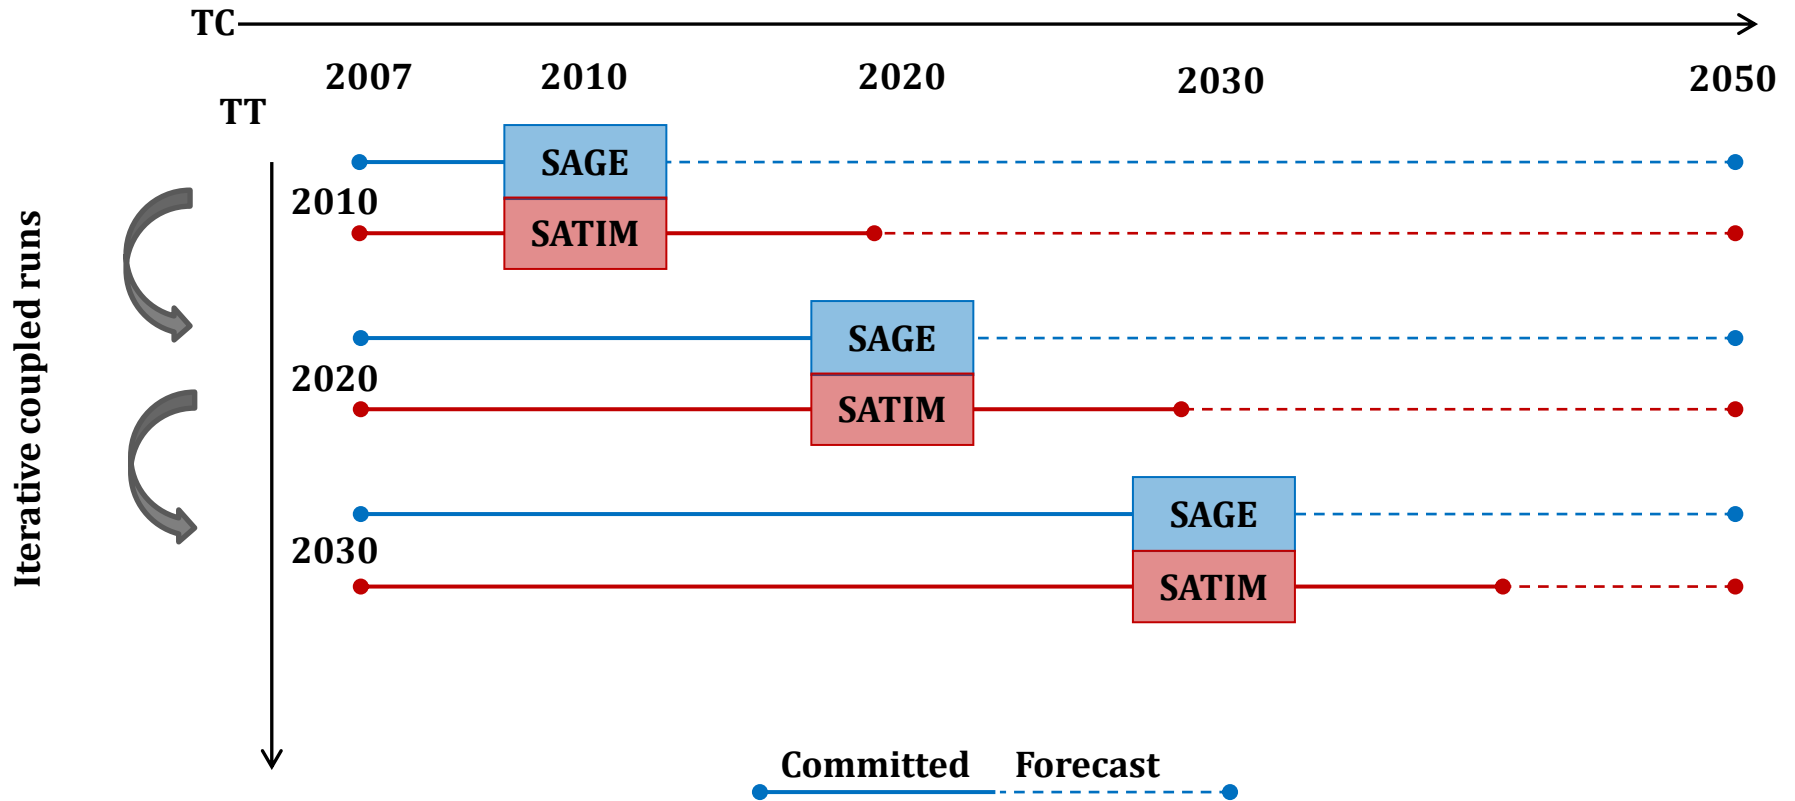 TC
2007 2010 2020 2030 2050
TT
SAGE
2010
SATIM
SAGE
2020
SATIM
SAGE
2030
SATIM
Iterative coupled runs
Committed Forecast